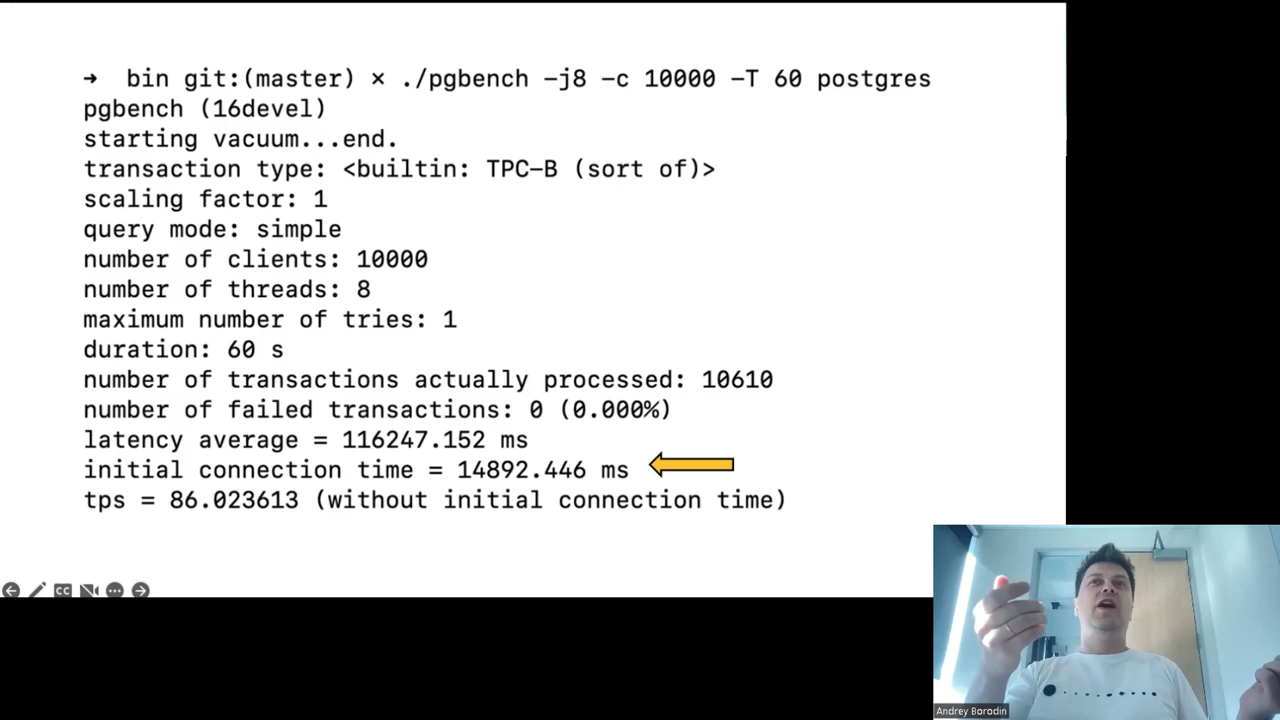 ➜ bin git:(master) × ./pgbench -j8 -c 10000 -T 60 postgres
pgbench (16devel)
starting vacuum...end.
transaction type: <builtin: TPC-B (sort of)>
scaling factor: 1
query mode: simple
number of clients: 10000
number of threads: 8
maximum number of tries: 1
duration: 60 s
number of transactions actually processed: 10610
number of failed transactions: 0 (0.000%)
latency average = 116247.152 ms
initial connection time = 14892.446 ms
tps = 86.023613 (without initial connection time)
CC
Andrey Borodin